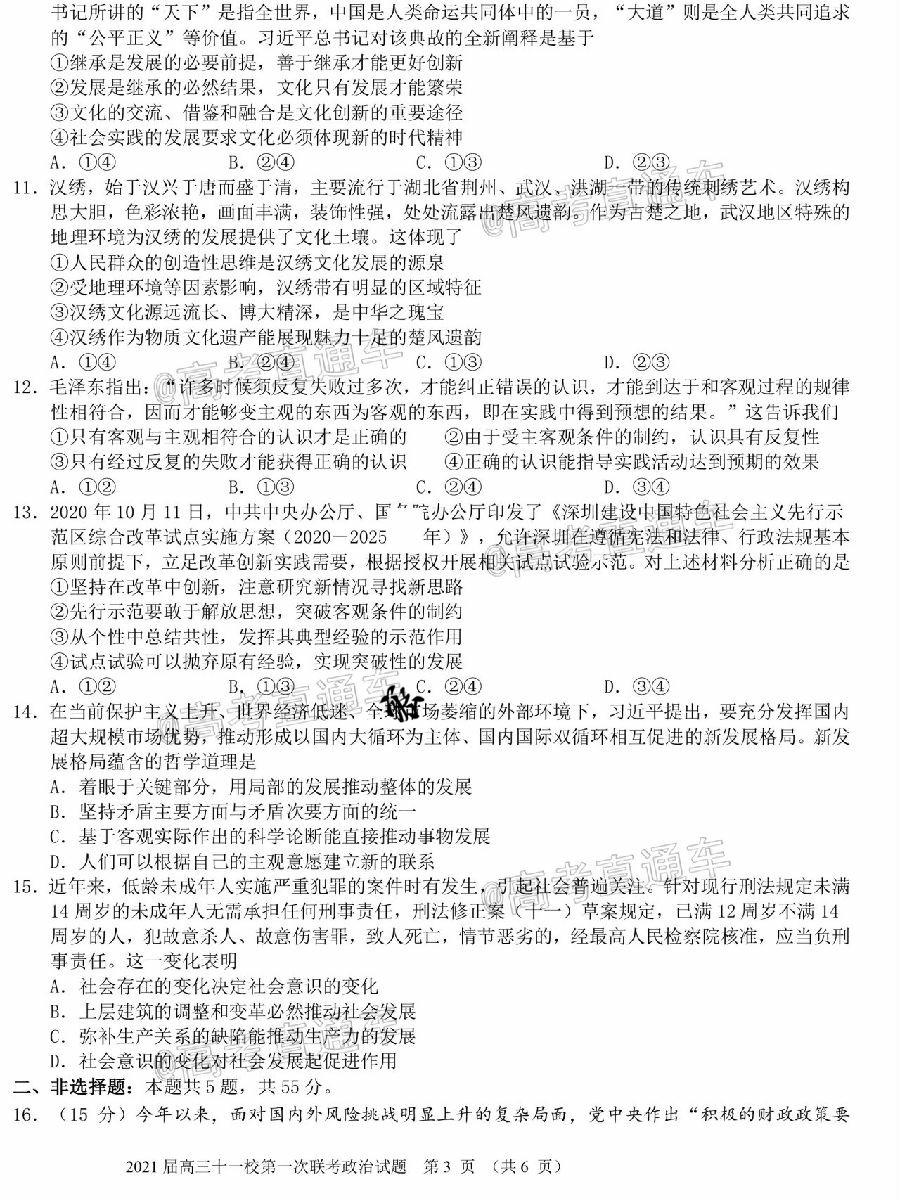 书记所讲的“天下”是指全世界，中国是人类命运共同体中的一员，“大道”则是全人类共同追求
的“公平正义”等价值。习近平总书记对该典故的全新阐释是基于
①继承是发展的必要前提，善于继承才能更好创新
②发展是继承的必然结果，文化只有发展才能繁荣
③文化的交流、借鉴和融合是文化创新的重要途径
④社会实践的发展要求文化必须体现新的时代精神
A．①④ B．②④ C．①③ D．②③
11．汉绣，始于汉兴于唐而盛于清，主要流行于湖北省荆州、武汉、洪湖一带的传统刺绣艺术。汉绣构
思大胆，色彩浓艳，画面丰满，装饰性强，处处流露出楚风遗韵。作为古楚之地，武汉地区特殊的
地理环境为汉绣的发展提供了文化土壤。这体现了
①人民群众的创造性思维是汉绣文化发展的源泉
②受地理环境等因素影响，汉绣带有明显的区域特征
③汉绣文化源远流长、博大精深，是中华之瑰宝
④汉绣作为物质文化遗产能展现魅力十足的楚风遗韵
A．①④ B．②④ C．①③ D．②③
12．毛泽东指出：“许多时候须反复失败过多次，才能纠正错误的认识，才能到达于和客观过程的规律
性相符合，因而才能够变主观的东西为客观的东西，即在实践中得到预想的结果。”这告诉我们
①只有客观与主观相符合的认识才是正确的 ②由于受主客观条件的制约，认识具有反复性
③只有经过反复的失败才能获得正确的认识 ④正确的认识能指导实践活动达到预期的效果
A．①② B．①③ C．②④ D．③④
13．2020 年 10 月 11 日，中共中央办公厅、国务院办公厅印发了《深圳建设中国特色社会主义先行示
范区综合改革试点实施方案（2020－2025 年）》，允许深圳在遵循宪法和法律、行政法规基本
原则前提下，立足改革创新实践需要，根据授权开展相关试点试验示范。对上述材料分析正确的是
①坚持在改革中创新，注意研究新情况寻找新思路
②先行示范要敢于解放思想，突破客观条件的制约
③从个性中总结共性，发挥其典型经验的示范作用
④试点试验可以抛弃原有经验，实现突破性的发展
A．①② B．①③ C．②④ D．③④
14．在当前保护主义上升、世界经济低迷、全 市场萎缩的外部环境下，习近平提出，要充分发挥国内
超大规模市场优势，推动形成以国内大循环为主体、国内国际双循环相互促进的新发展格局。新发
展格局蕴含的哲学道理是
A．着眼于关键部分，用局部的发展推动整体的发展
B．坚持矛盾主要方面与矛盾次要方面的统一
C．基于客观实际作出的科学论断能直接推动事物发展
D．人们可以根据自己的主观意愿建立新的联系
15．近年来，低龄未成年人实施严重犯罪的案件时有发生，引起社会普遍关注。针对现行刑法规定未满
14 周岁的未成年人无需承担任何刑事责任，刑法修正案（十一）草案规定，已满 12 周岁不满 14
周岁的人，犯故意杀人、故意伤害罪，致人死亡，情节恶劣的，经最高人民检察院核准，应当负刑
事责任。这一变化表明
A．社会存在的变化决定社会意识的变化
B．上层建筑的调整和变革必然推动社会发展
C．弥补生产关系的缺陷能推动生产力的发展
D．社会意识的变化对社会发展起促进作用
二、非选择题：本题共 5 题，共 55 分。
16．（15 分）今年以来，面对国内外风险挑战明显上升的复杂局面，党中央作出“积极的财政政策要
2021 届高三十一校第一次联考政治试题 第 3 页 （共 6 页）
@高考直通车
@高考直通车
@高考直通车
@高考直通车
@高考直通车
@高考直通车